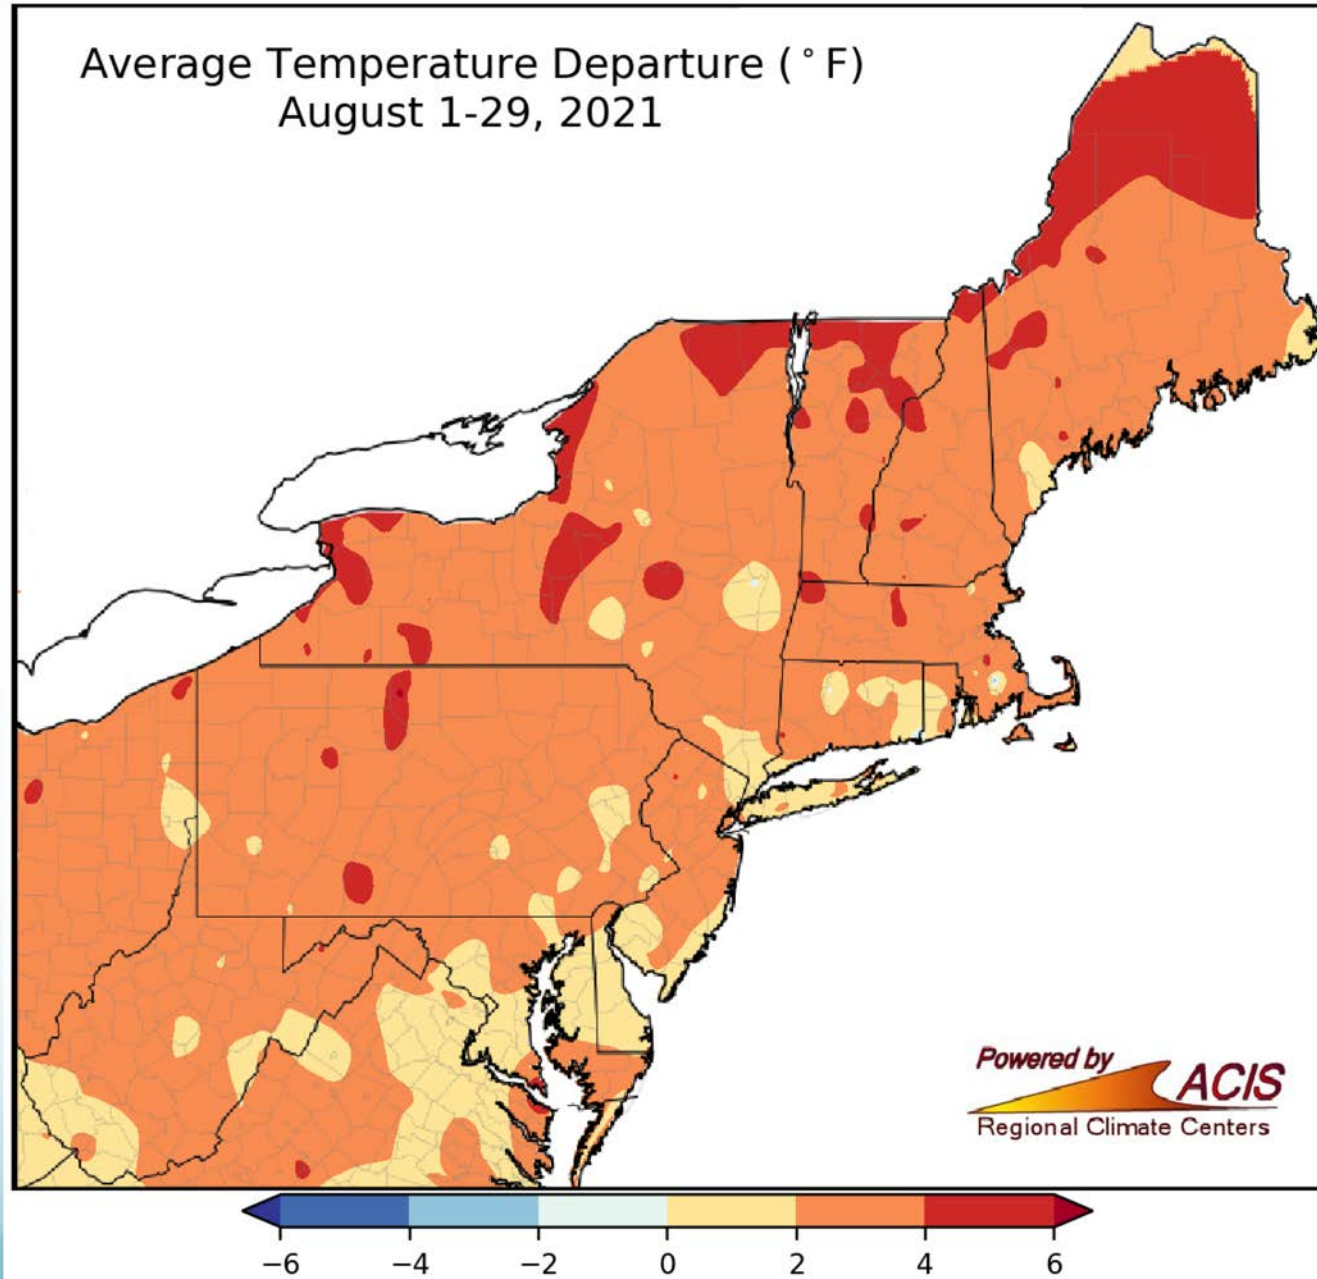 Average Temperature Departure (°F)
August 1-29, 2021
Powered by
ACIS
Regional Climate Centers
−6 −4 −2 0 2 4 6